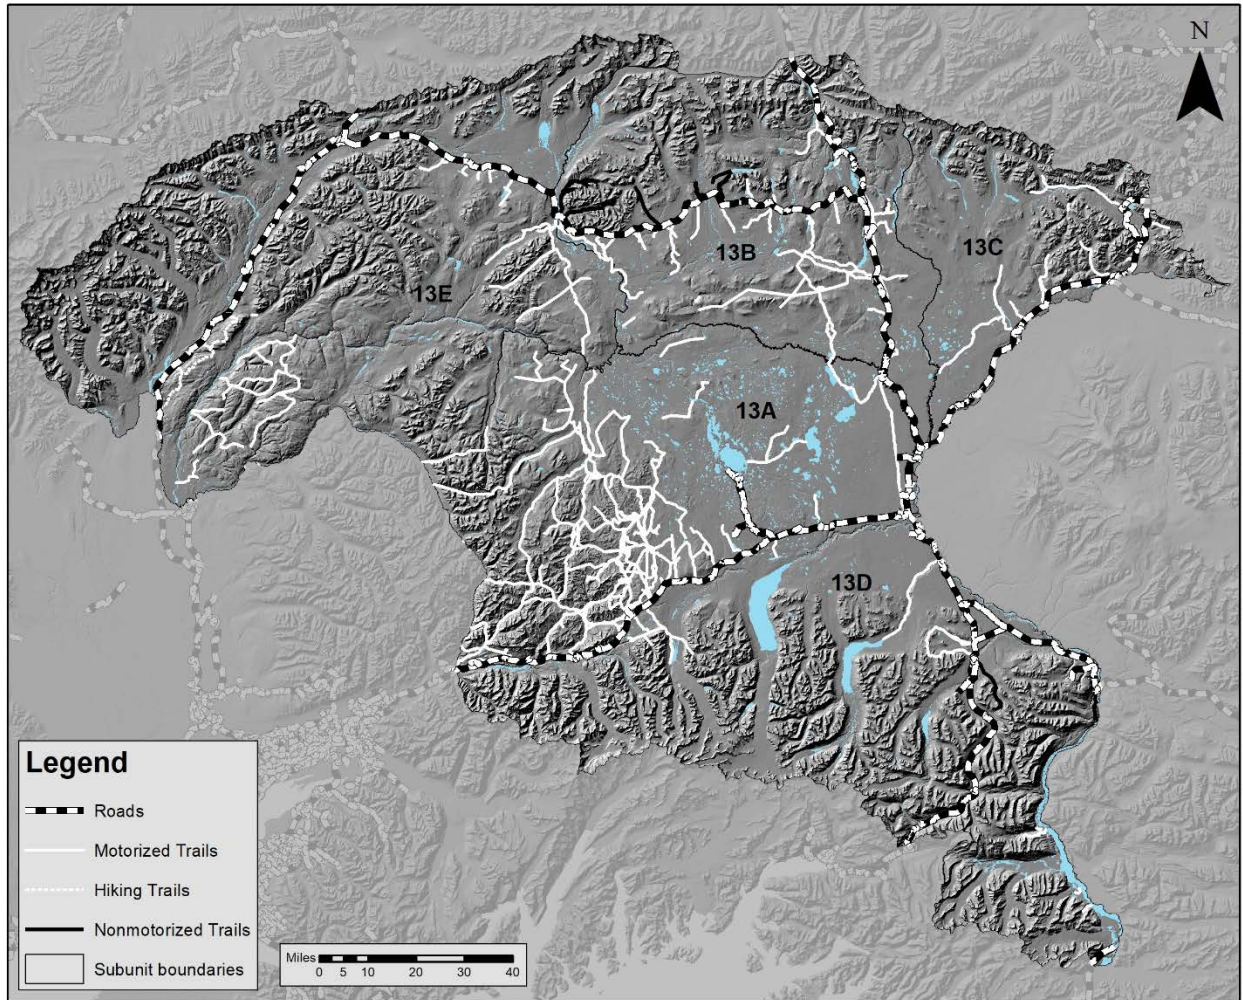 N
13B
13C
13E
13A
13D
Legend
Roads
Motorized Trails
Hiking Trails
Nonmotorized Trails
Subunit boundaries
Miles 0 5 10 20 30 40